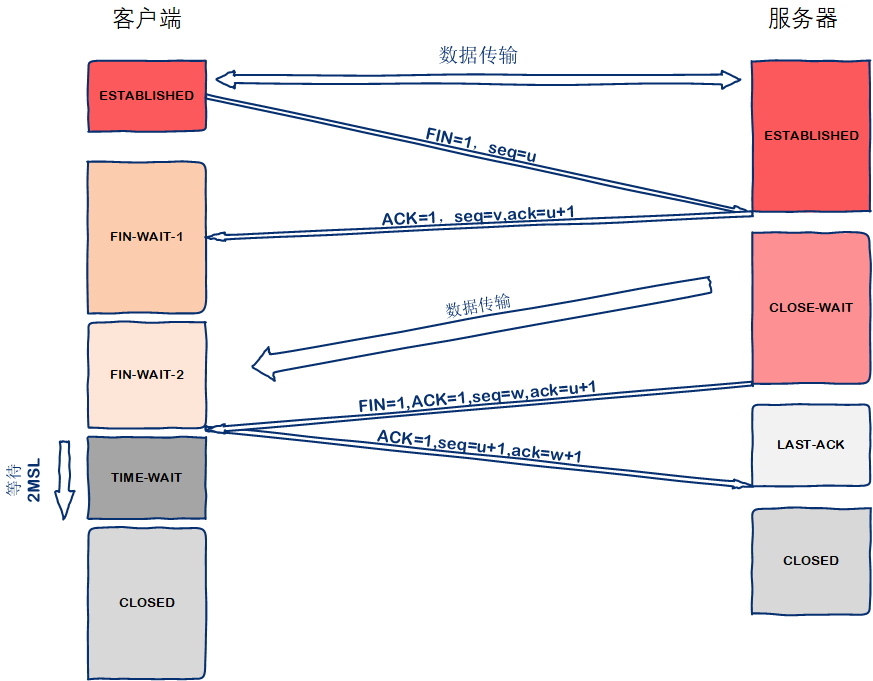 客户端
服务器
数据传输
ESTABLISHED
ESTABLISHED
FIN=1，seq=u
ACK=1，seq=v,ack=u+1
FIN-WAIT-1
数据传输
CLOSE-WAIT
FIN-WAIT-2
FIN=1,ACK=1,seq=w,ack=u+1
ACK=1,seq=u+1,ack=w+1
LAST-ACK
等待
2MSL
TIME-WAIT
CLOSED
CLOSED